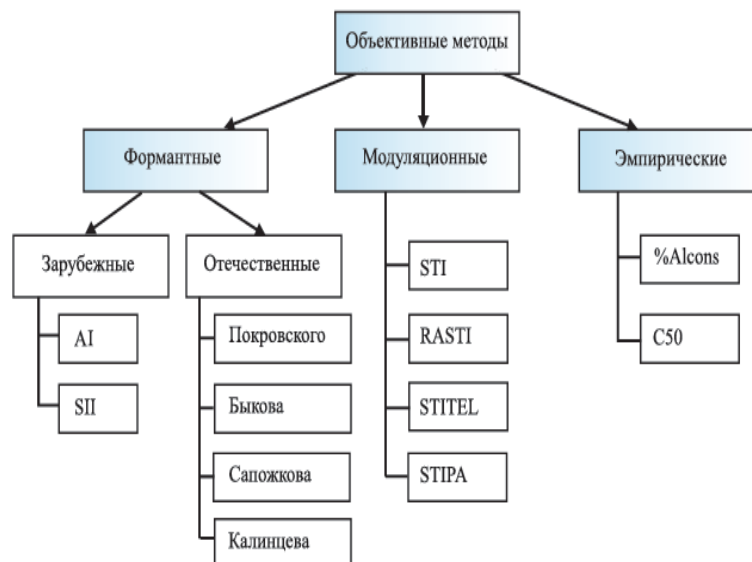 Объективные методы
Формантные
Модуляционные
Эмпирические
Зарубежные
Отечественные
AI
SII
Покровского
Быкова
Сапожкова
Калинцева
STI
RASTI
STITEL
STIPA
%Alcons
C50